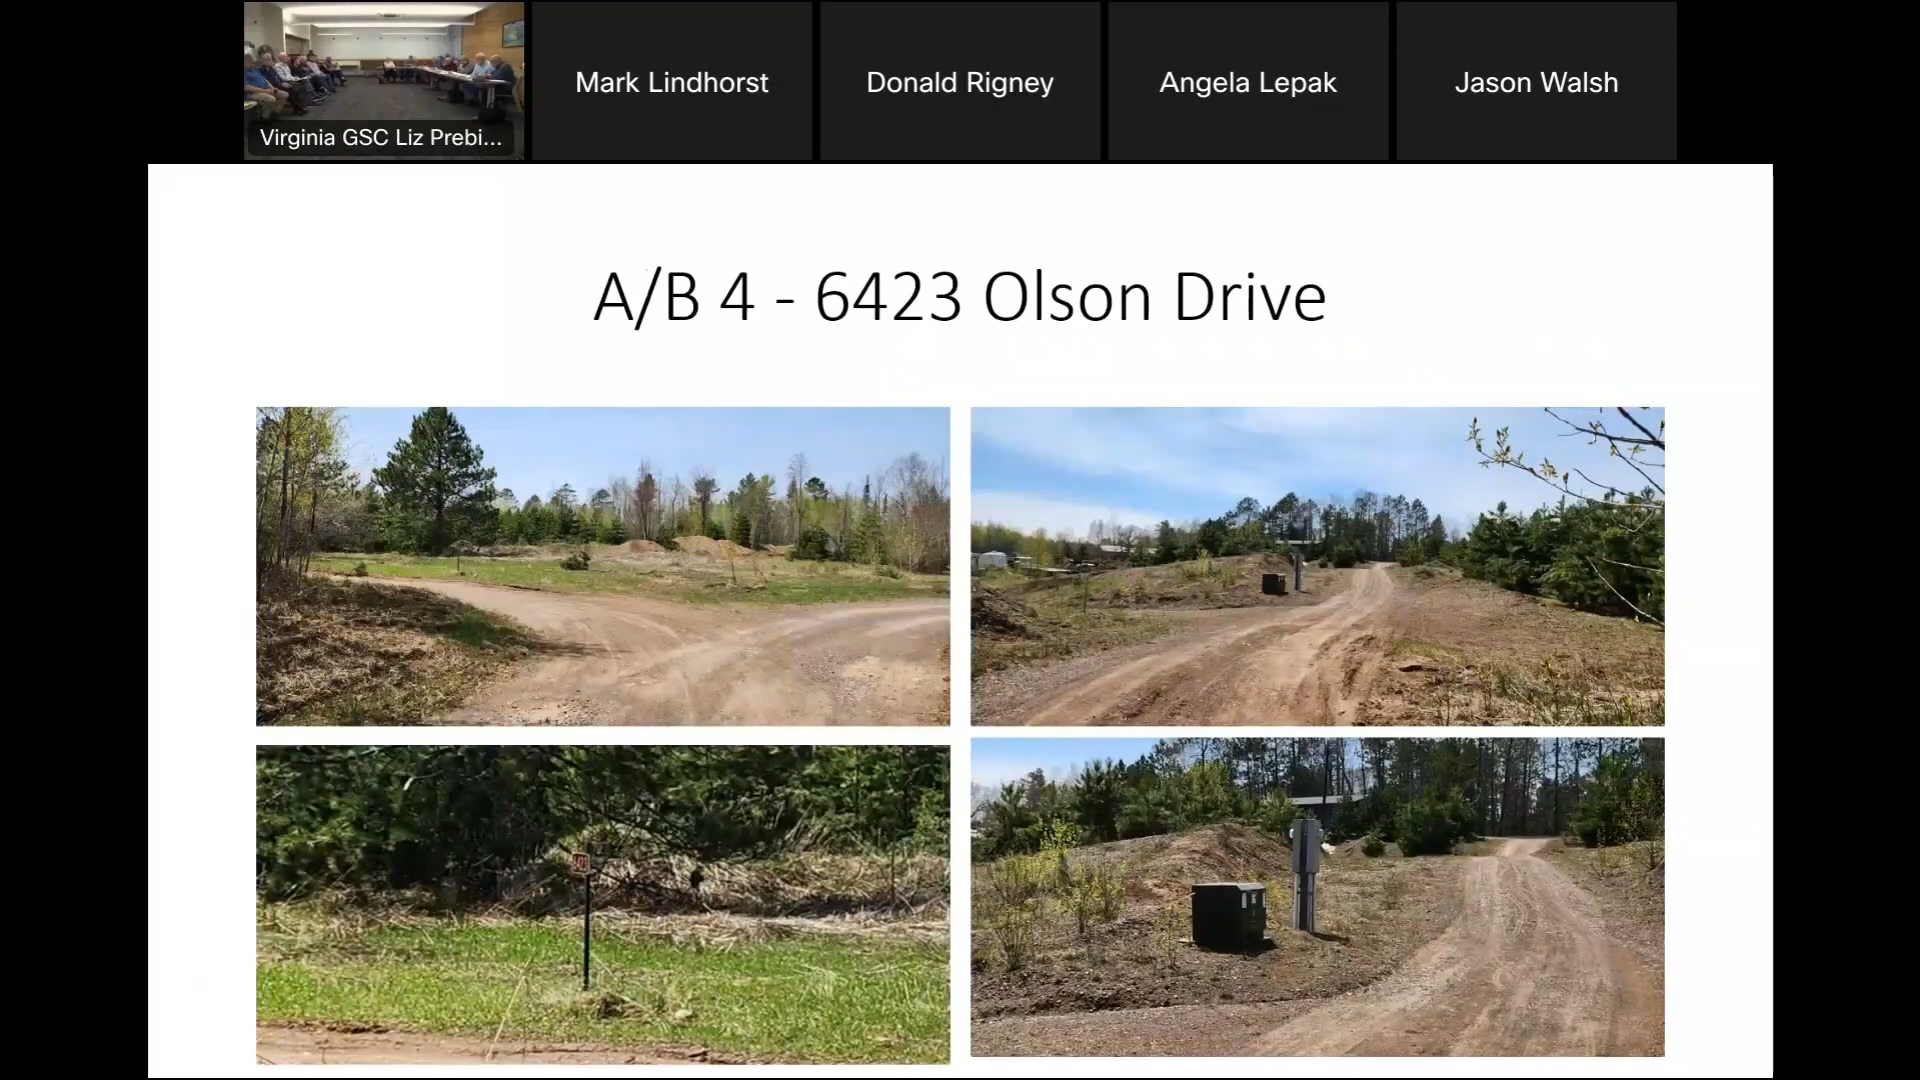 Virginia GSC Liz Prebi...
Mark Lindhorst
Donald Rigney
Angela Lepak
Jason Walsh
A/B 4 - 6423 Olson Drive